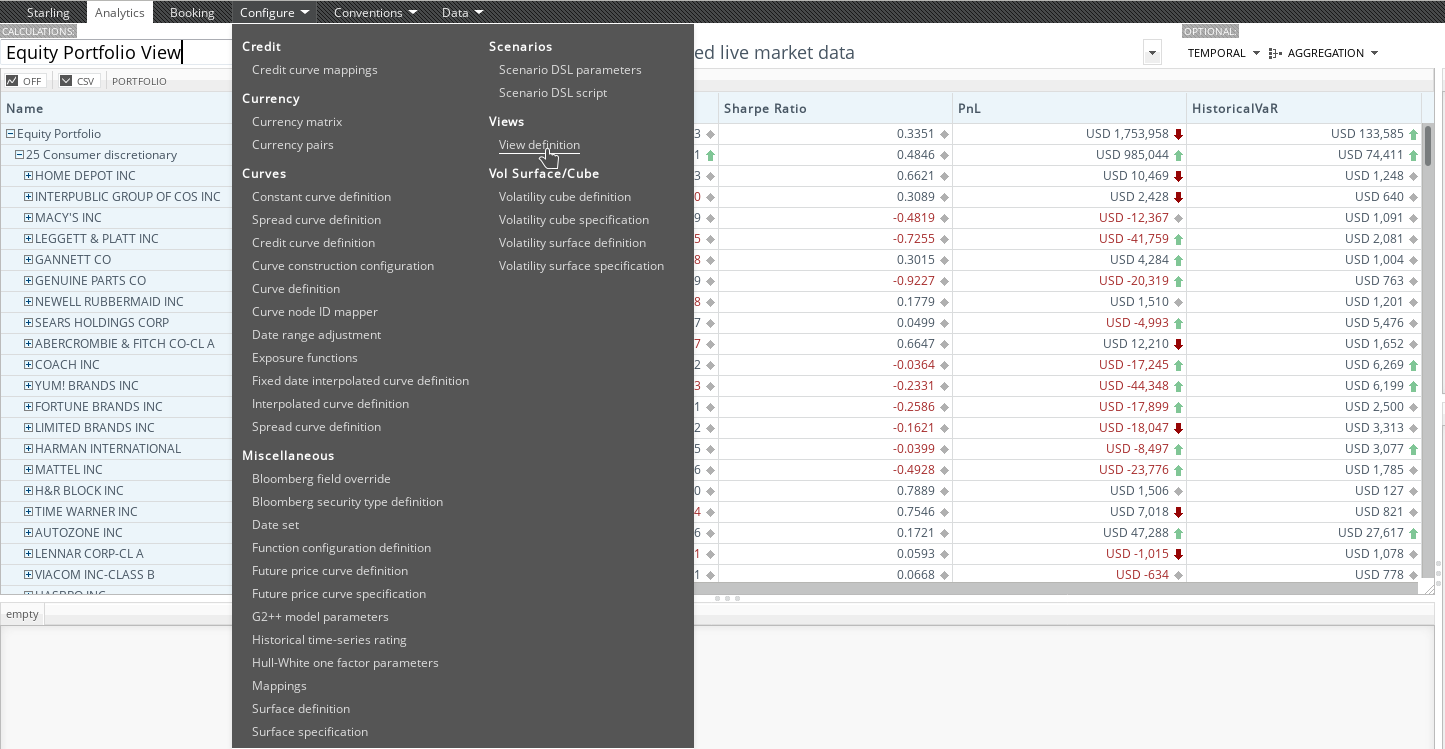 Starling Analytics Booking Configure Conventions Data
CALCULATIONS: OPTIONAL:
Equity Portfolio View ed live market data TEMPORAL AGGREGATION
OFF CSV PORTFOLIO
Name Sharpe Ratio PnL HistoricalVaR
Equity Portfolio 3 0.3351 USD 1,753,958 USD 133,585
25 Consumer discretionary 1 0.4846 USD 985,044 USD 74,411
HOME DEPOT INC 3 0.6621 USD 10,469 USD 1,248
INTERPUBLIC GROUP OF COS INC 0 0.3089 USD 2,428 USD 640
MACY'S INC 9 -0.4819 USD -12,367 USD 1,091
LEGGETT & PLATT INC 5 -0.7255 USD -41,759 USD 2,081
GANNETT CO 8 0.3015 USD 4,284 USD 1,004
GENUINE PARTS CO 9 -0.9227 USD -20,319 USD 763
NEWELL RUBBERMAID INC 8 0.1779 USD 1,510 USD 1,201
SEARS HOLDINGS CORP 7 0.0499 USD -4,993 USD 5,476
ABERCROMBIE & FITCH CO-CL A 7 0.6647 USD 12,210 USD 1,652
COACH INC 2 -0.0364 USD -17,245 USD 6,269
YUM! BRANDS INC 3 -0.2331 USD -44,348 USD 6,199
FORTUNE BRANDS INC 1 -0.2586 USD -17,899 USD 2,500
LIMITED BRANDS INC 2 -0.1621 USD -18,047 USD 3,313
HARMAN INTERNATIONAL 5 -0.0399 USD -8,497 USD 3,077
MATTEL INC 6 -0.4928 USD -23,776 USD 1,785
H&R BLOCK INC 0 0.7889 USD 1,506 USD 127
TIME WARNER INC 4 0.7546 USD 7,018 USD 821
AUTOZONE INC 6 0.1721 USD 47,288 USD 27,617
LENNAR CORP-CL A 1 0.0593 USD -1,015 USD 1,078
VIACOM INC-CLASS B 1 0.0668 USD -634 USD 778
HASBRO INC
empty
Credit
Credit curve mappings
Currency
Currency matrix
Currency pairs
Curves
Constant curve definition
Spread curve definition
Credit curve definition
Curve construction configuration
Curve definition
Curve node ID mapper
Date range adjustment
Exposure functions
Fixed date interpolated curve definition
Interpolated curve definition
Spread curve definition
Miscellaneous
Bloomberg field override
Bloomberg security type definition
Date set
Function configuration definition
Future price curve definition
Future price curve specification
G2++ model parameters
Historical time-series rating
Hull-White one factor parameters
Mappings
Surface definition
Surface specification
Scenarios
Scenario DSL parameters
Scenario DSL script
Views
View definition
Vol Surface/Cube
Volatility cube definition
Volatility cube specification
Volatility surface definition
Volatility surface specification